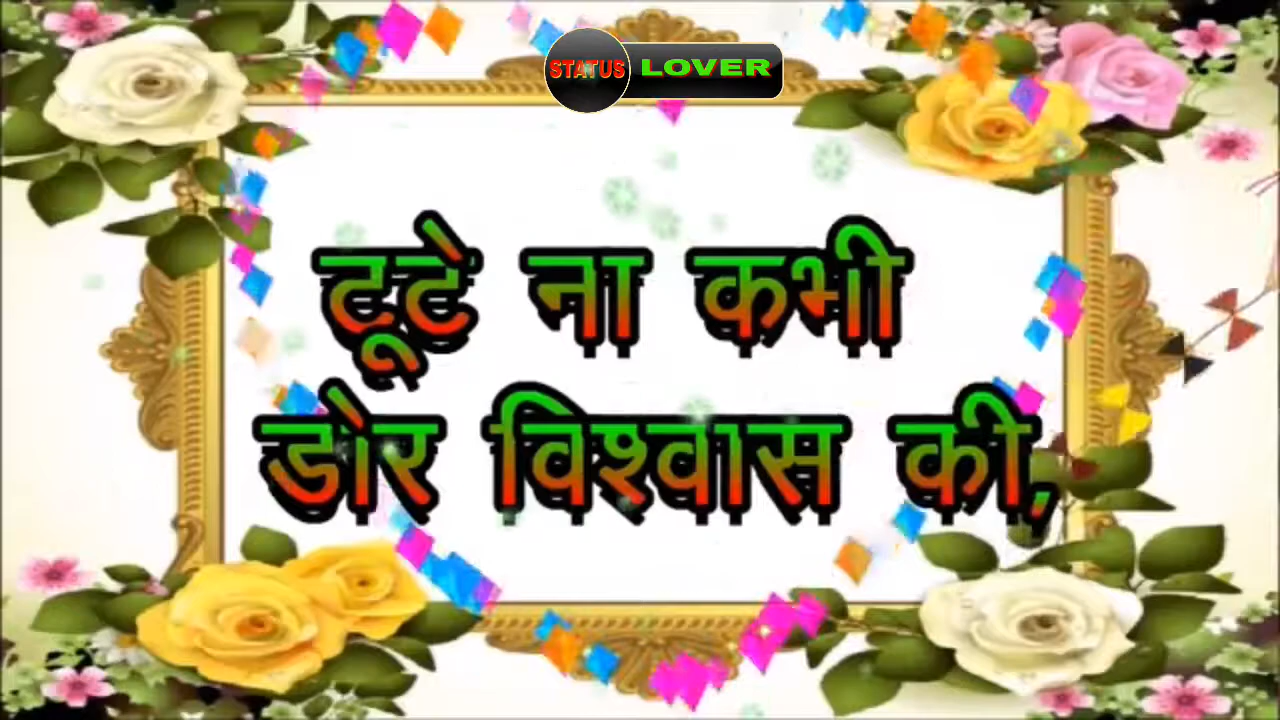 STATUS LOVER
टूटे ना कभी
डोर विश्वास की,